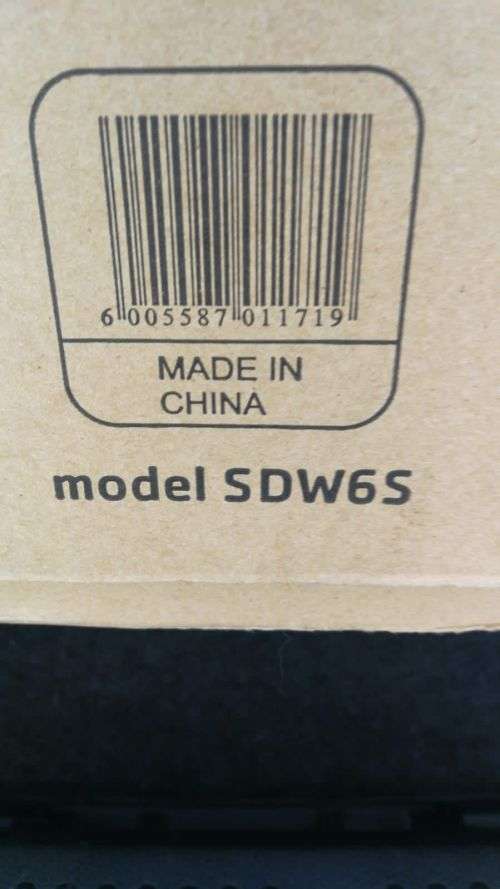 6 005587 011719
MADE IN
CHINA
model SDW6S